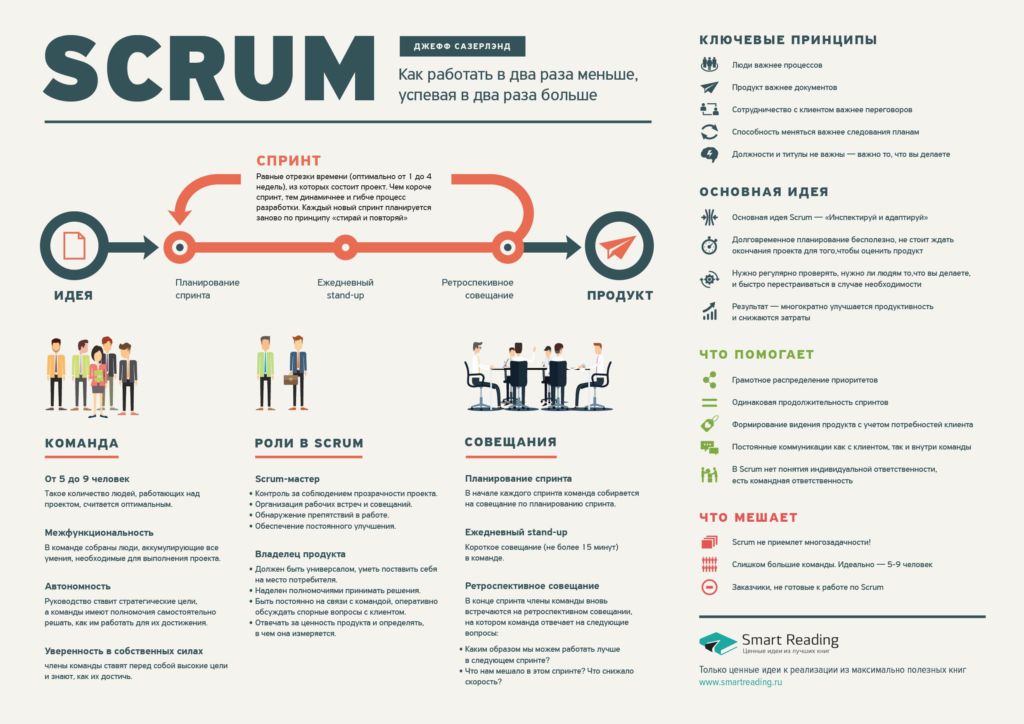 SCRUM
ДЖЕФФ САЗЕРЛЭНД
Как работать в два раза меньше,
успевая в два раза больше
СПРИНТ
Равные отрезки времени (оптимально от 1 до 4
недель), из которых состоит проект. Чем короче
спринт, тем динамичнее и гибче процесс
разработки. Каждый новый спринт планируется
заново по принципу «стирай и повторяй»
ИДЕЯ
Планирование
спринта
Ежедневный
stand-up
Ретроспекивное
совещание
ПРОДУКТ
КОМАНДА
От 5 до 9 человек
Такое количество людей, работающих над
проектом, считается оптимальным.
Межфункциональность
В команде собраны люди, аккумулирующие все
умения, необходимые для выполнения проекта.
Автономность
Руководство ставит стратегические цели,
а команды имеют полномочия самостоятельно
решать, как им работать для их достижения.
Уверенность в собственных силах
члены команды ставят перед собой высокие цели
и знают, как их достичь.
РОЛИ В SCRUM
Scrum-мастер
• Контроль за соблюдением прозрачности проекта.
• Организация рабочих встреч и совещаний.
• Обнаружение препятствий в работе.
• Обеспечение постоянного улучшения.
Владелец продукта
• Должен быть универсалом, уметь поставить себя
на место потребителя.
• Наделен полномочиями принимать решения.
• Быть постоянно на связи с командой, оперативно
обсуждать спорные вопросы с клиентом.
• Отвечать за ценность продукта и определять,
в чем она измеряется.
СОВЕЩАНИЯ
Планирование спринта
В начале каждого спринта команда собирается
на совещание по планированию спринта.
Ежедневный stand-up
Короткое совещание (не более 15 минут)
в команде.
Ретроспективное совещание
В конце спринта члены команды вновь
встречаются на ретроспективном совещании,
на котором команда отвечает на следующие
вопросы:
• Каким образом мы можем работать лучше
в следующем спринте?
• Что нам мешало в этом спринте? Что снижало
скорость?
КЛЮЧЕВЫЕ ПРИНЦИПЫ
Люди важнее процессов
Продукт важнее документов
Сотрудничество с клиентом важнее переговоров
Способность меняться важнее следования планам
Должности и титулы не важны — важно то, что вы делаете
ОСНОВНАЯ ИДЕЯ
Основная идея Scrum — «Инспектируй и адаптируй»
Долговременное планирование бесполезно, не стоит ждать
окончания проекта для того,чтобы оценить продукт
Нужно регулярно проверять, нужно ли людям то,что вы делаете,
и быстро перестраиваться в случае необходимости
Результат — многократно улучшается продуктивность
и снижаются затраты
ЧТО ПОМОГАЕТ
Грамотное распределение приоритетов
Одинаковая продолжительность спринтов
Формирование видения продукта с учетом потребностей клиента
Постоянные коммуникации как с клиентом, так и внутри команды
В Scrum нет понятия индивидуальной ответственности,
есть командная ответственность
ЧТО МЕШАЕТ
Scrum не приемлет многозадачности!
Слишком большие команды. Идеально — 5-9 человек
Заказчики, не готовые к работе по Scrum
Smart Reading
Ценные идеи из лучших книг
Только ценные идеи к реализации из максимально полезных книг
www.smartreading.ru